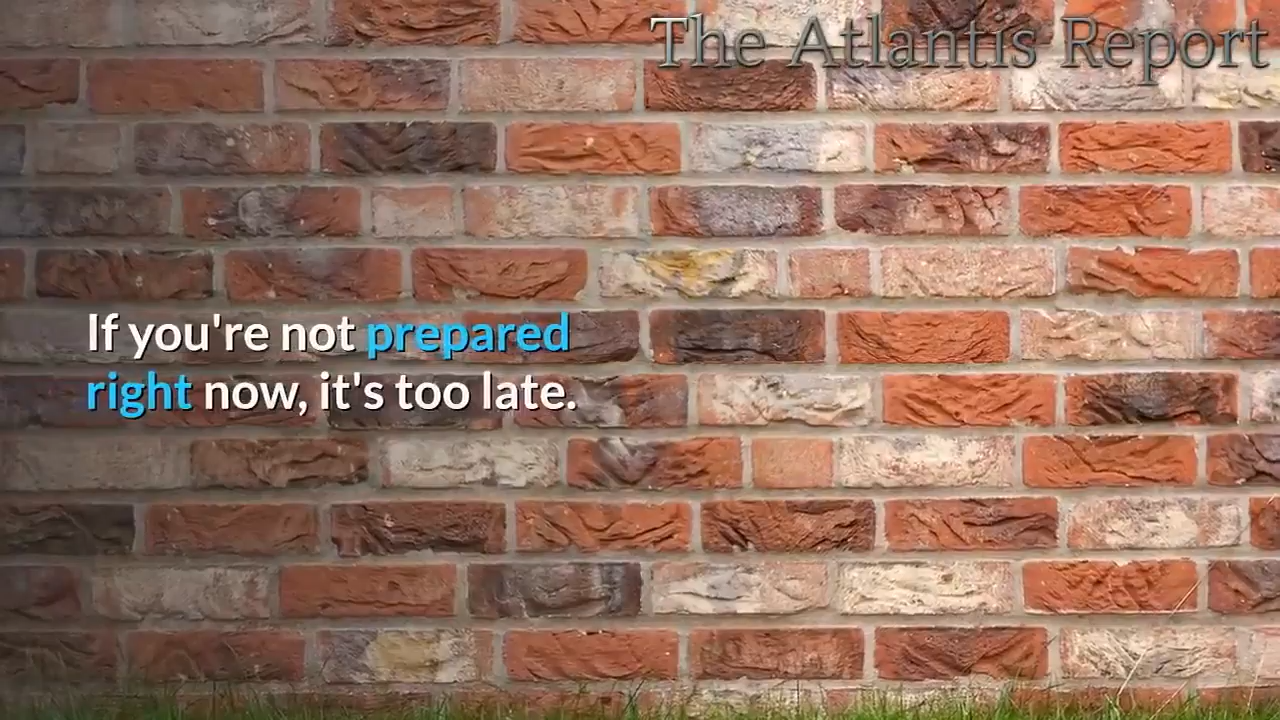 The Atlantis Report
If you're not prepared
right now, it's too late.